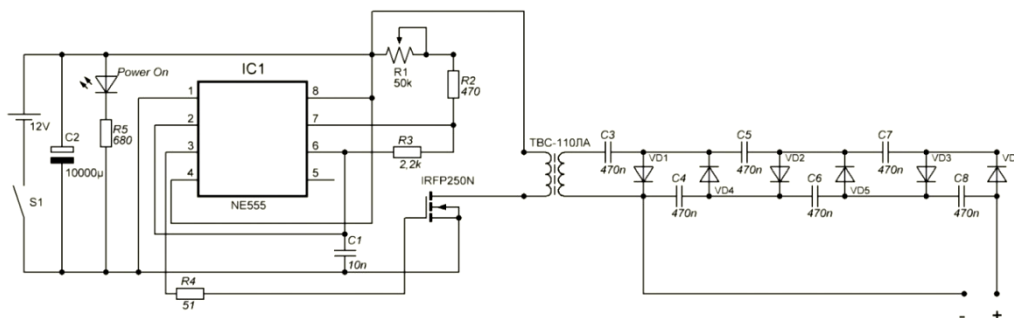 IC1
1
2
3
4
8
7
6
5
NE555
12V
S1
C2
10000µ
Power On
R5
680
R1
50k
R2
470
R3
2,2k
IRFP250N
C1
10n
R4
51
ТВС-110ЛА
C3
470n
VD1
C4
470n
VD4
C5
470n
VD2
C6
470n
VD5
C7
470n
VD3
C8
470n
VD
-
+